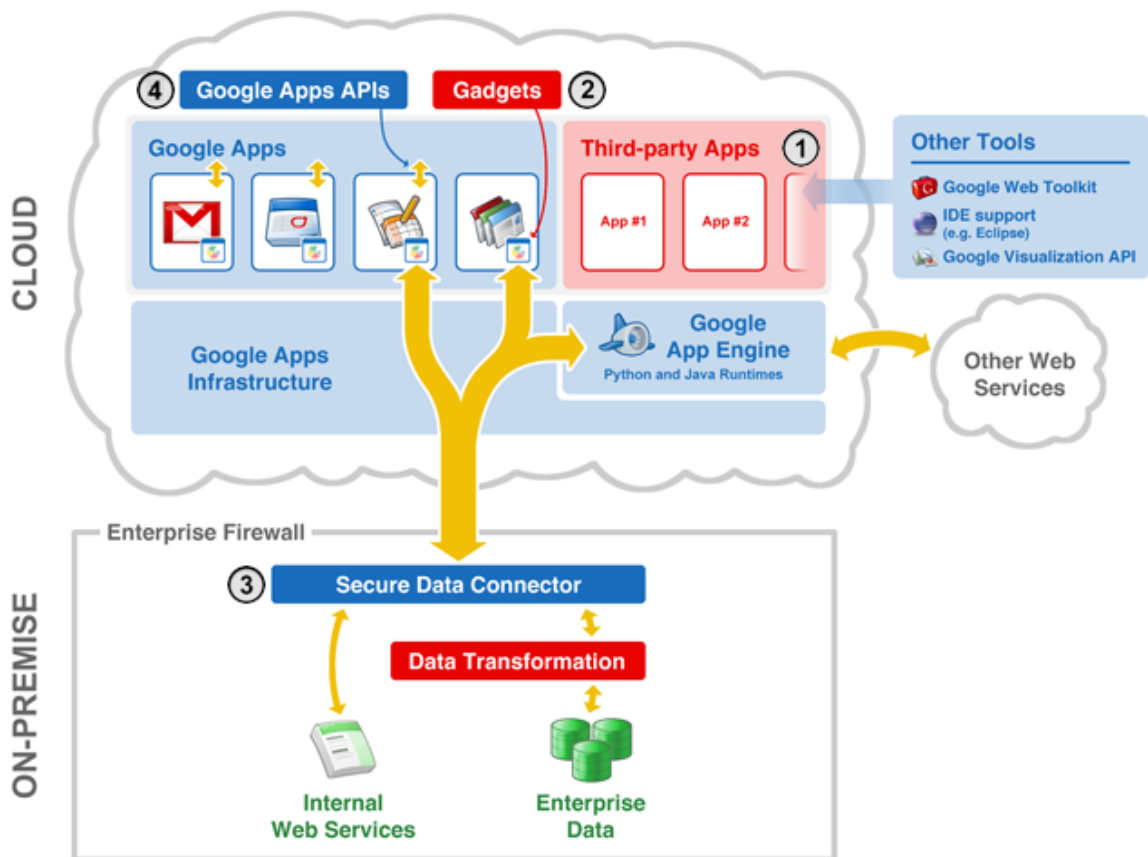 CLOUD
4
Google Apps APIs
Gadgets
2
Google Apps
Third-party Apps
1
App #1
App #2
Other Tools
Google Web Toolkit
IDE support
(e.g. Eclipse)
Google Visualization API
Google Apps
Infrastructure
Google
App Engine
Python and Java Runtimes
Other Web
Services
ON-PREMISE
Enterprise Firewall
3
Secure Data Connector
Data Transformation
Internal
Web Services
Enterprise
Data